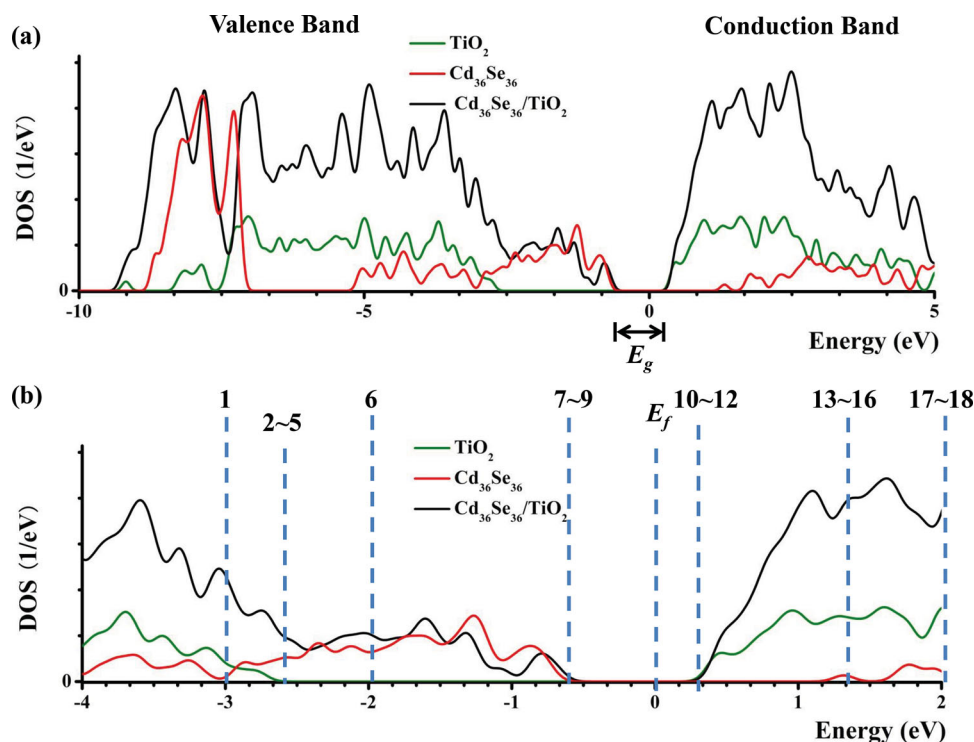 (a)
Valence Band
Conduction Band
TiO₂
Cd₃₆Se₃₆
Cd₃₆Se₃₆/TiO₂
DOS (1/eV)
0
-10
-5
0
5
Eg
Energy (eV)
(b)
1
2~5
6
7~9
Ef
10~12
13~16
17~18
TiO₂
Cd₃₆Se₃₆
Cd₃₆Se₃₆/TiO₂
DOS (1/eV)
0
-4
-3
-2
-1
0
1
2
Energy (eV)